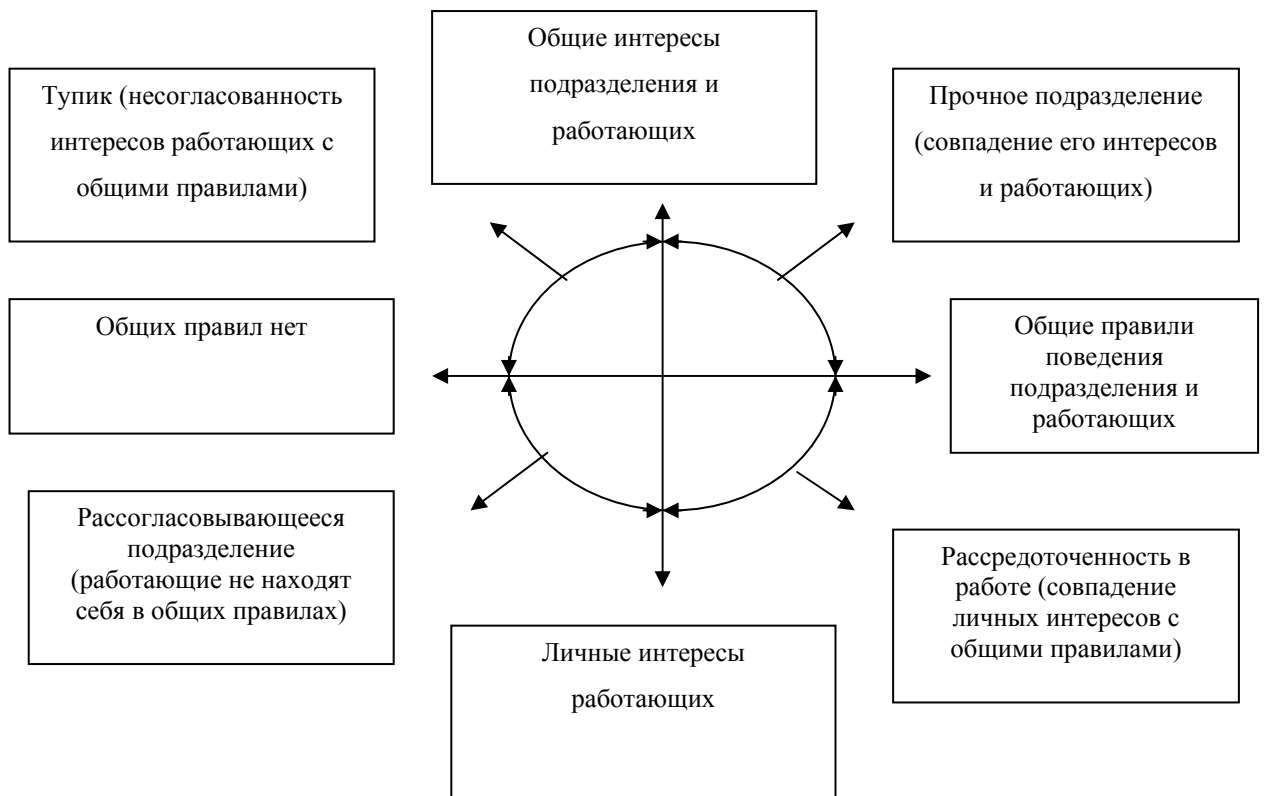 Общие интересы
подразделения и
работающих
Тупик (несогласованность
интересов работающих с
общими правилами)
Прочное подразделение
(совпадение его интересов
и работающих)
Общих правил нет
Общие правили
поведения
подразделения и
работающих
Рассогласовывающееся
подразделение
(работающие не находят
себя в общих правилах)
Рассредоточенность в
работе (совпадение
личных интересов с
общими правилами)
Личные интересы
работающих